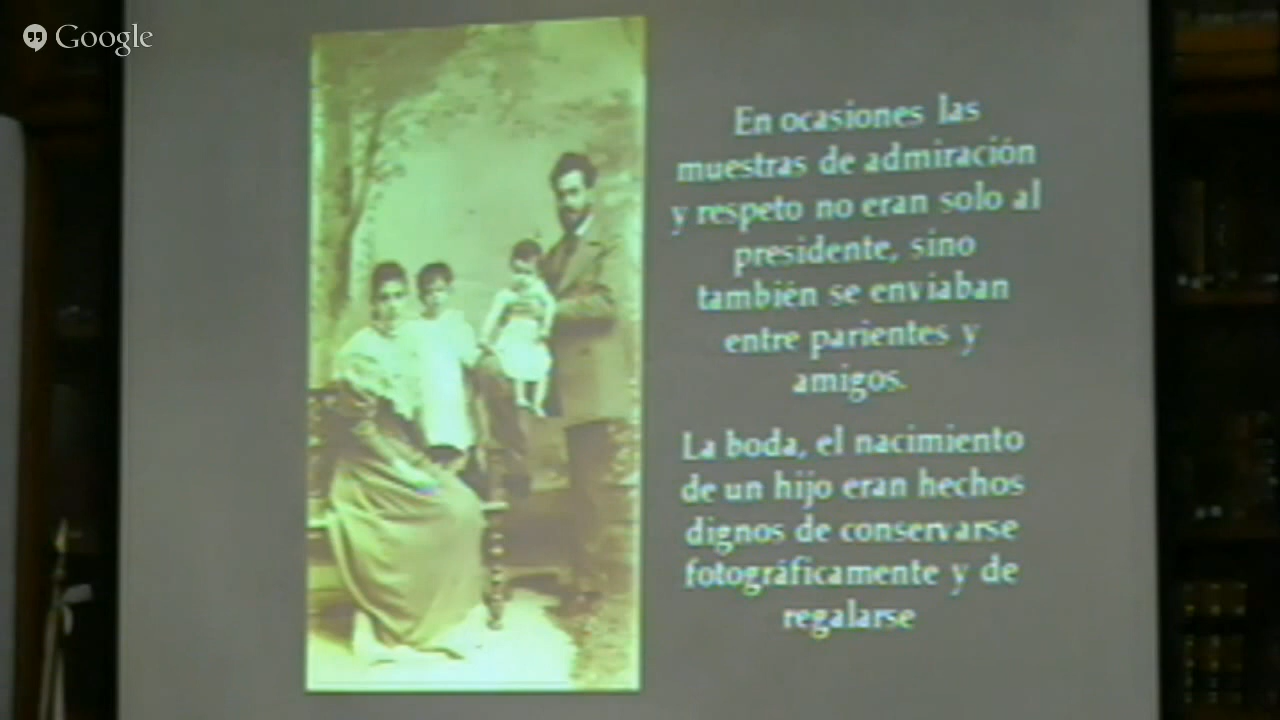 Google
En ocasiones las
muestras de admiración
y respeto no eran solo al
presidente, sino
también se enviaban
entre parientes y
amigos.
La boda, el nacimiento
de un hijo eran hechos
dignos de conservarse
fotográficamente y de
regalarse